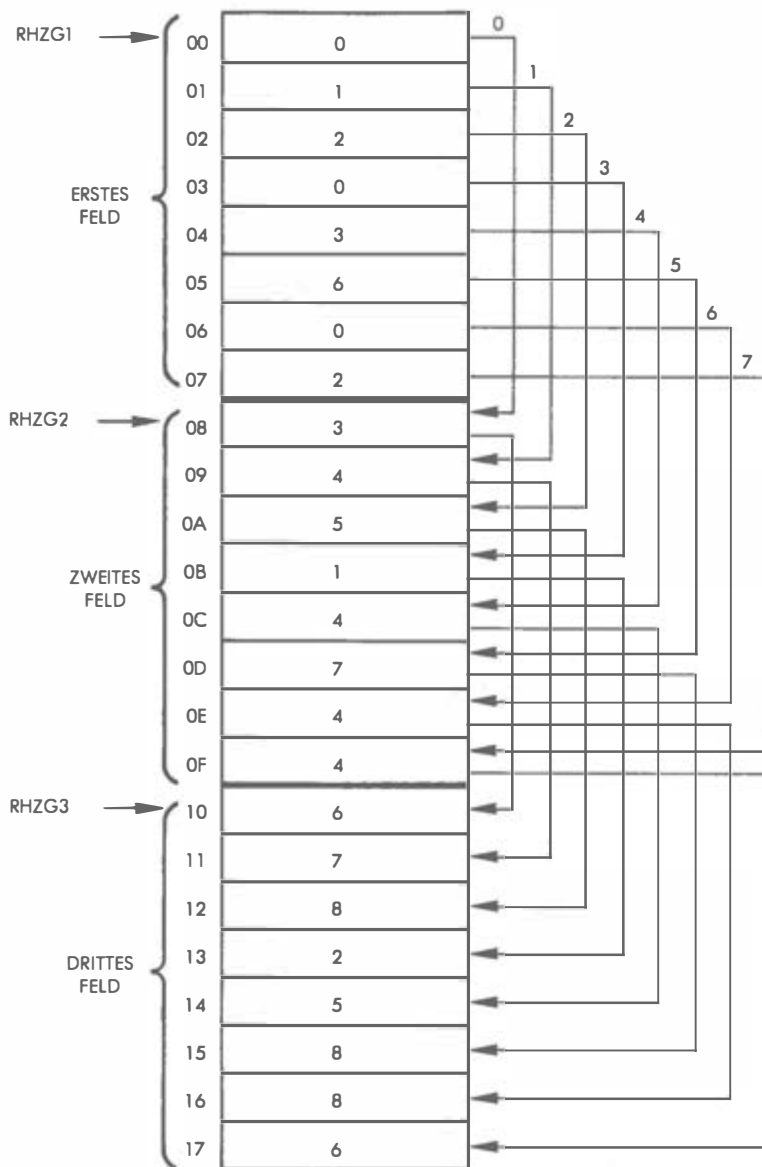 RHZG1 00 0 0
01 1 1
02 2 2
03 0 3
ERSTES
FELD
04 3 4
05 6 5
06 0 6
07 2 7
RHZG2 08 3
09 4
0A 5
0B 1
ZWEITES
FELD
0C 4
0D 7
0E 4
0F 4
RHZG3 10 6
11 7
12 8
13 2
DRITTES
FELD
14 5
15 8
16 8
17 6